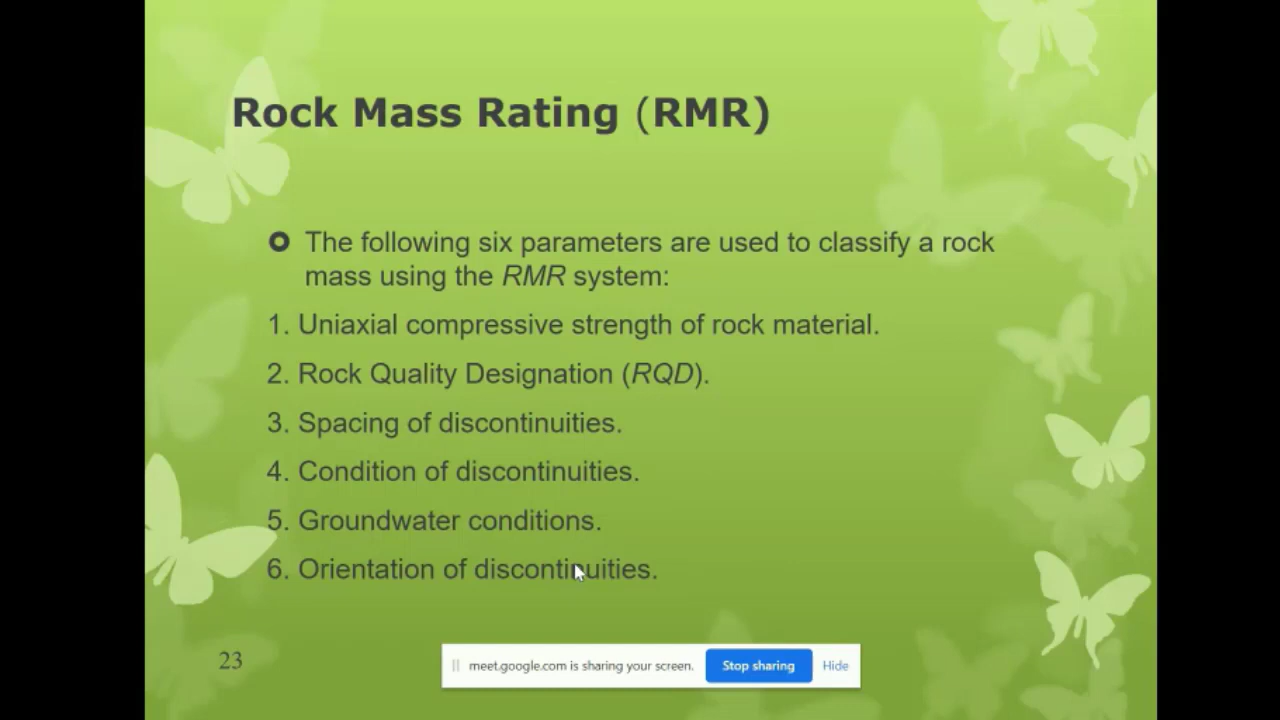 Rock Mass Rating (RMR)
The following six parameters are used to classify a rock
mass using the RMR system:
1. Uniaxial compressive strength of rock material.
2. Rock Quality Designation (RQD).
3. Spacing of discontinuities.
4. Condition of discontinuities.
5. Groundwater conditions.
6. Orientation of discontinuities.
23
meet.google.com is sharing your screen. Stop sharing Hide